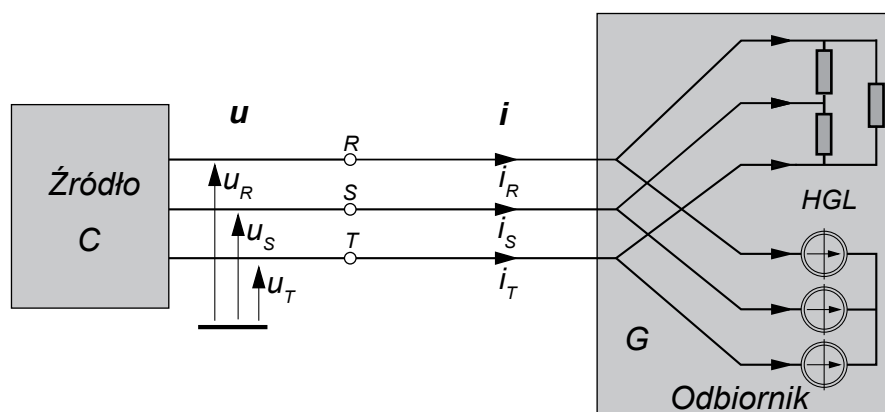 Źródło
C
u
i
R
S
T
u_R
u_S
u_T
i_R
i_S
i_T
HGL
G
Odbiornik